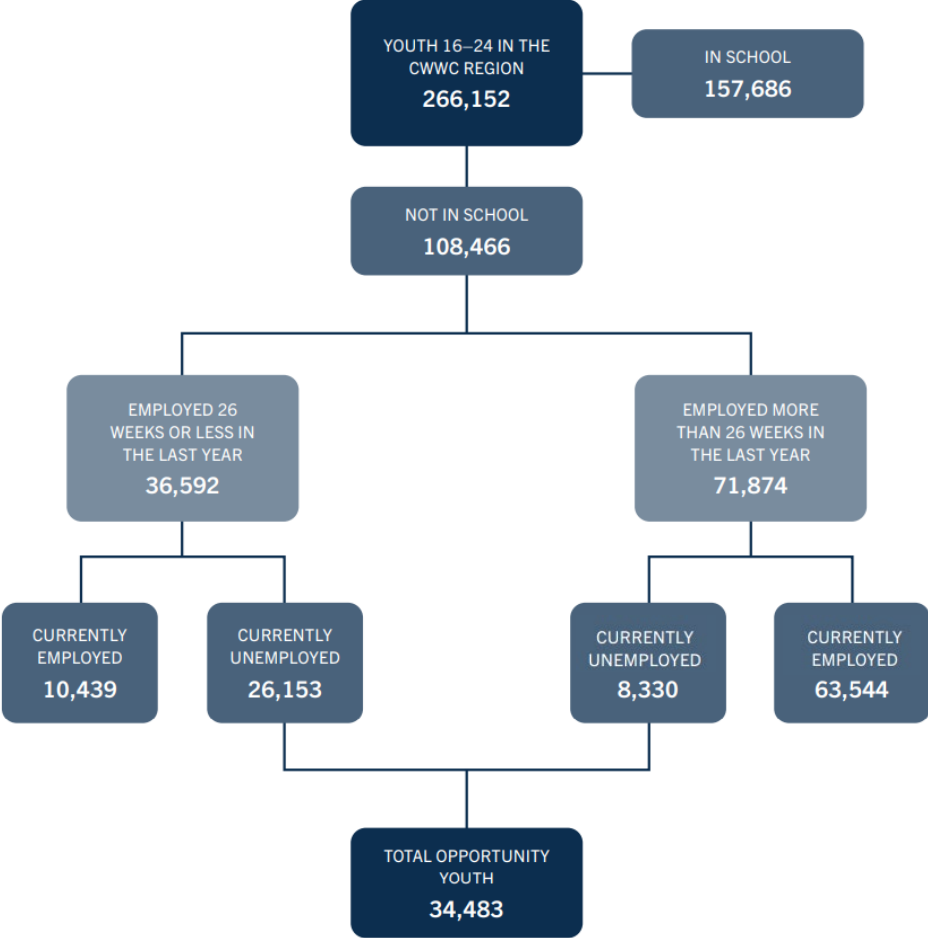 YOUTH 16–24 IN THE
CWWC REGION
266,152
IN SCHOOL
157,686
NOT IN SCHOOL
108,466
EMPLOYED 26
WEEKS OR LESS IN
THE LAST YEAR
36,592
EMPLOYED MORE
THAN 26 WEEKS IN
THE LAST YEAR
71,874
CURRENTLY
EMPLOYED
10,439
CURRENTLY
UNEMPLOYED
26,153
CURRENTLY
UNEMPLOYED
8,330
CURRENTLY
EMPLOYED
63,544
TOTAL OPPORTUNITY
YOUTH
34,483